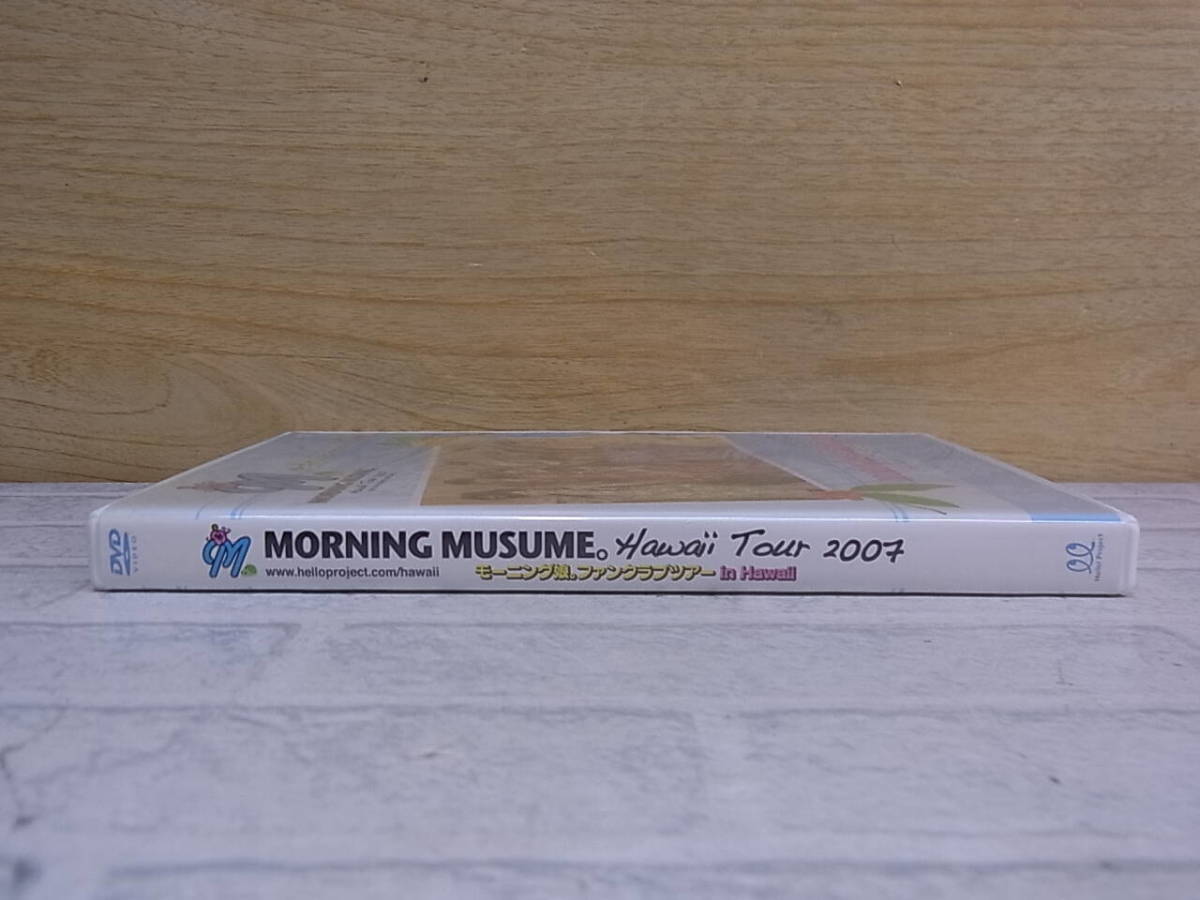 DVD
VIDEO
MORNING MUSUME。Hawaii Tour 2007
www.helloproject.com/hawaii
モーニング娘。ファンクラブツアー in Hawaii
Hello! Project